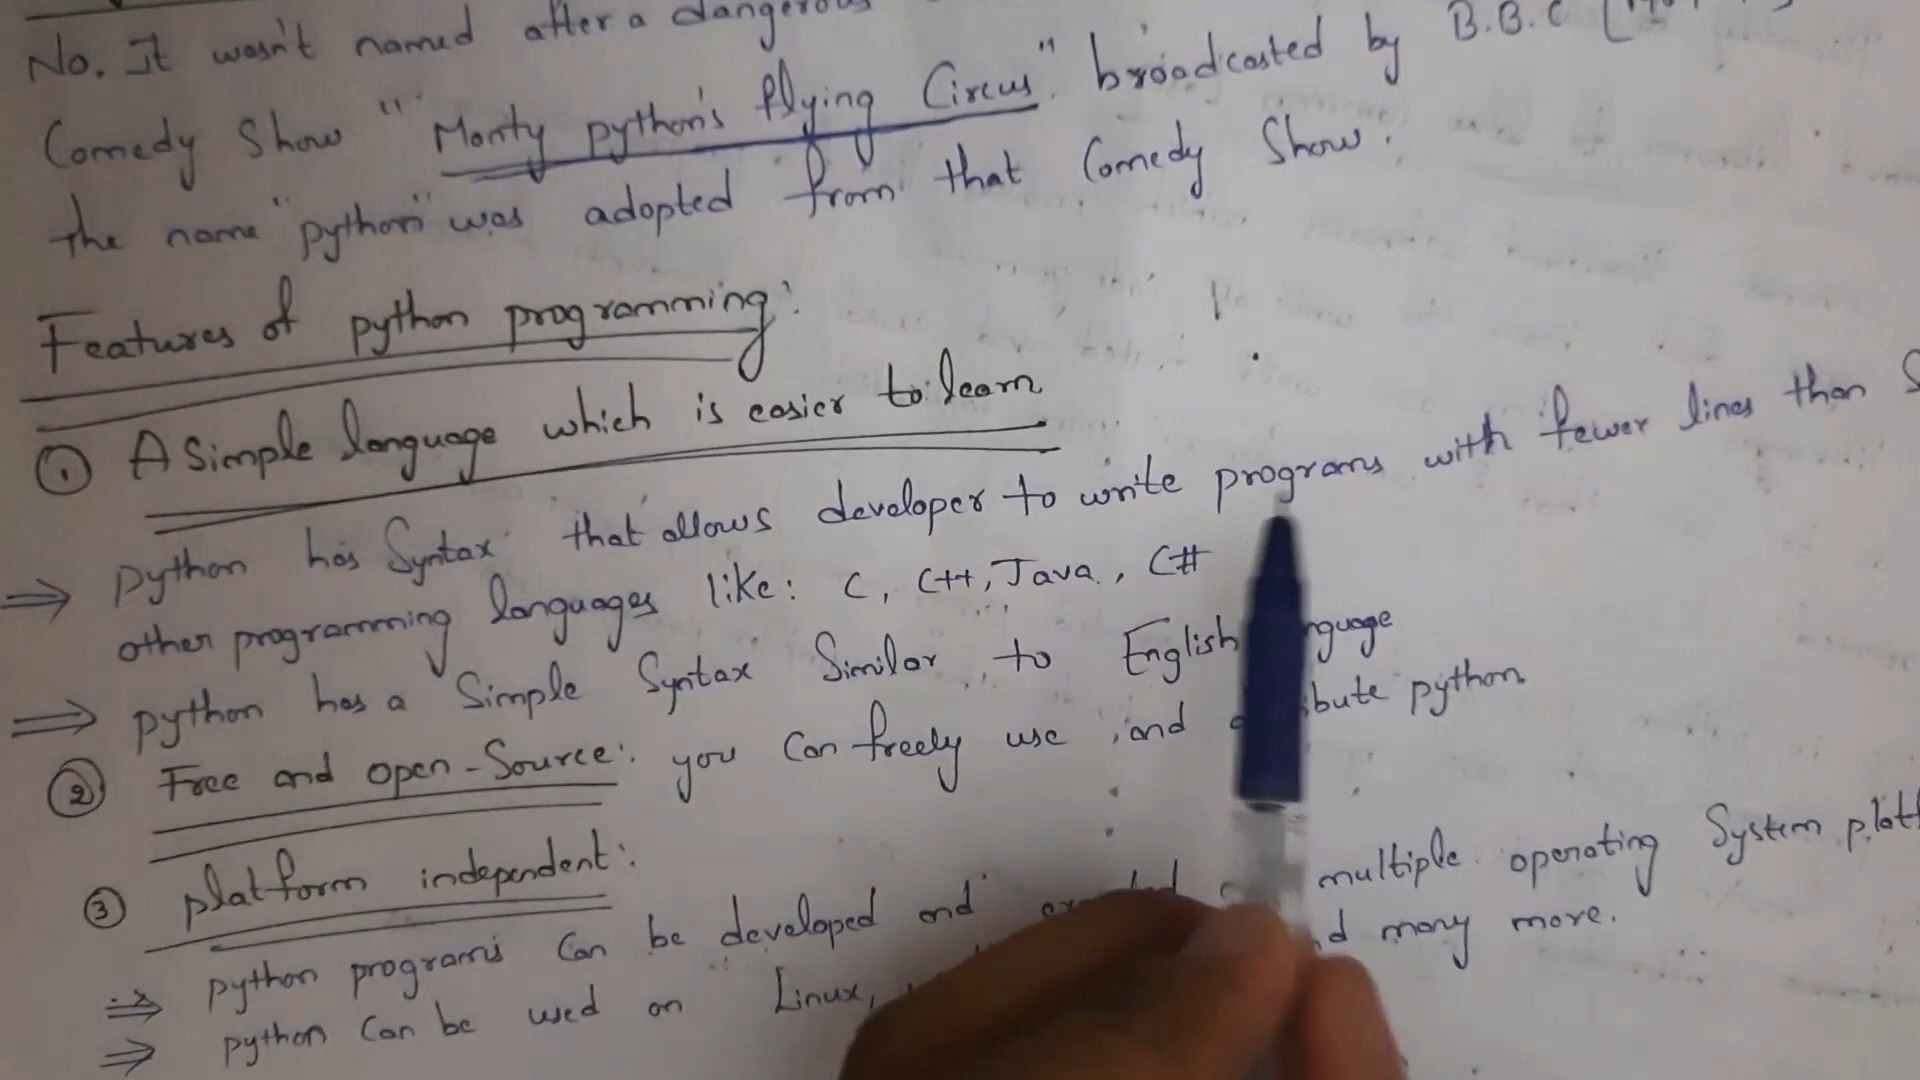 No. It wasn't named after a dangerous
Comedy Show "Monty python's flying Circus" broadcasted by B.B.C
The name "python" was adopted from that Comedy Show.
Features of python programming:
① A Simple language which is easier to learn
⇒ python has Syntax that allows developer to write programs with fewer lines than
other programming languages like: C, C++, Java, C#
⇒ python has a Simple Syntax Similar to English
② Free and open-Source: you can freely use and python
③ platform independent:
⇒ python programs can be developed and multiple operating System
⇒ python can be used on Linux, many more.